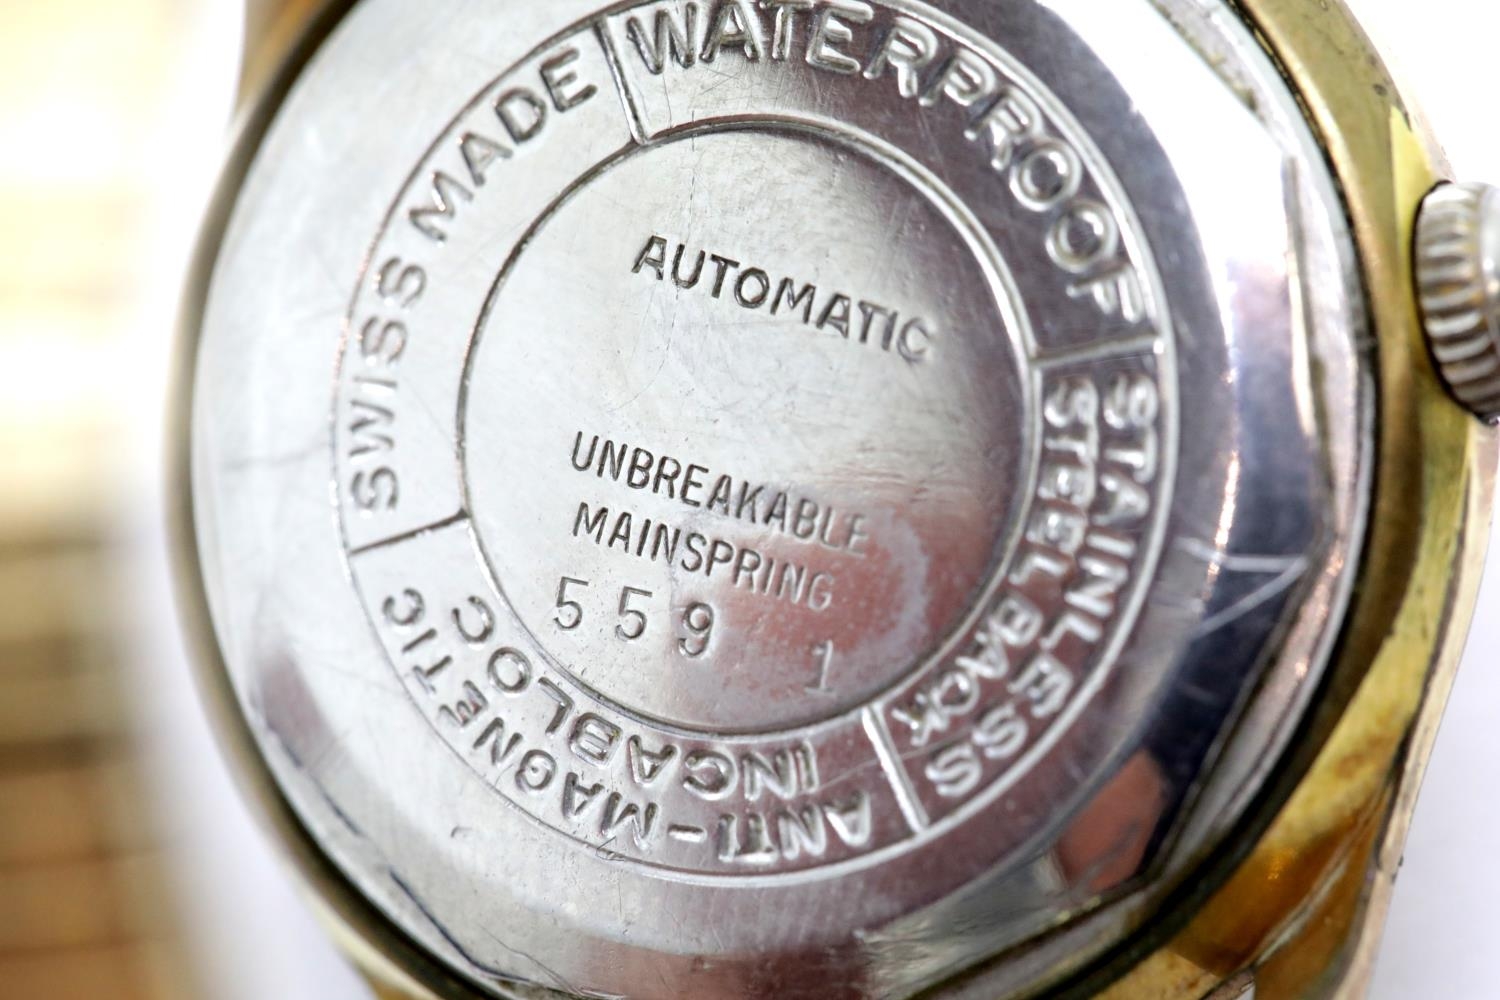 WATERPROOF
STAINLESS
STEEL BACK
ANTI-MAGNETIC
INCABLOC
SWISS MADE
AUTOMATIC
UNBREAKABLE
MAINSPRING
559 1